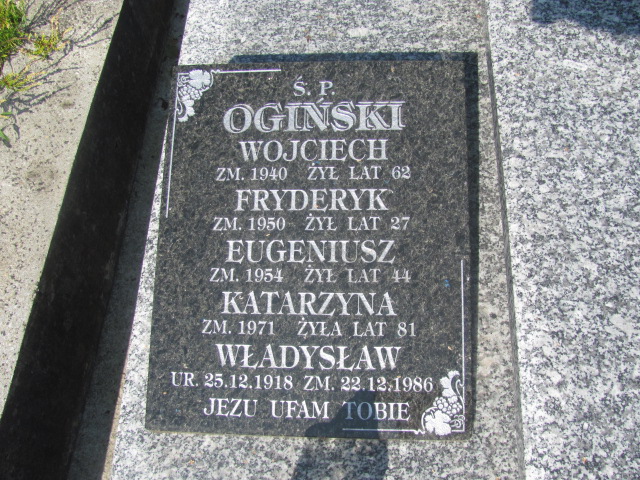 Ś. P.
OGIŃSKI
WOJCIECH
ZM. 1940 ŻYŁ LAT 62
FRYDERYK
ZM. 1950 ŻYŁ LAT 27
EUGENIUSZ
ZM. 1954 ŻYŁ LAT 44
KATARZYNA
ZM. 1971 ŻYŁA LAT 81
WŁADYSŁAW
UR. 25.12.1918 ZM. 22.12.1986
JEZU UFAM TOBIE